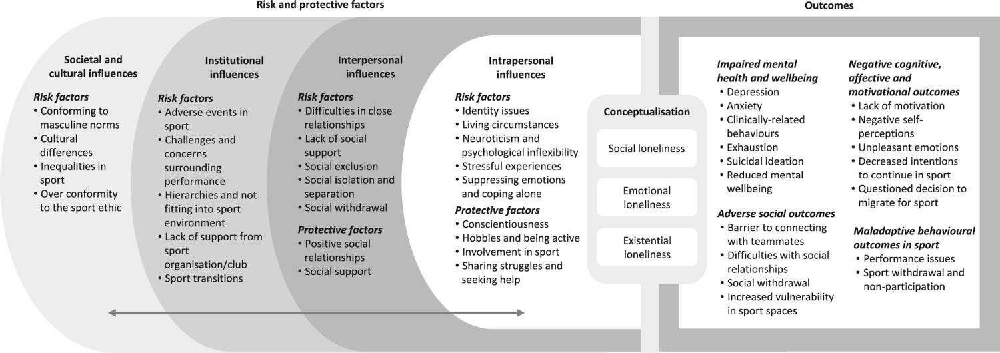 Risk and protective factors
Societal and
cultural influences
Risk factors
• Conforming to
masculine norms
• Cultural
differences
• Inequalities in
sport
• Over conformity
to the sport ethic
Institutional
influences
Risk factors
• Adverse events in
sport
• Challenges and
concerns
surrounding
performance
• Hierarchies and not
fitting into sport
environment
• Lack of support from
sport
organisation/club
• Sport transitions
Interpersonal
influences
Risk factors
• Difficulties in close
relationships
• Lack of social
support
• Social exclusion
• Social isolation and
separation
• Social withdrawal
Protective factors
• Positive social
relationships
• Social support
Intrapersonal
influences
Risk factors
• Identity issues
• Living circumstances
• Neuroticism and
psychological inflexibility
• Stressful experiences
• Suppressing emotions
and coping alone
Protective factors
• Conscientiousness
• Hobbies and being active
• Involvement in sport
• Sharing struggles and
seeking help
Conceptualisation
Social loneliness
Emotional
loneliness
Existential
loneliness
Outcomes
Impaired mental
health and wellbeing
• Depression
• Anxiety
• Clinically-related
behaviours
• Exhaustion
• Suicidal ideation
• Reduced mental
wellbeing
Adverse social outcomes
• Barrier to connecting
with teammates
• Difficulties with social
relationships
• Social withdrawal
• Increased vulnerability
in sport spaces
Negative cognitive,
affective and
motivational outcomes
• Lack of motivation
• Negative self-
perceptions
• Unpleasant emotions
• Decreased intentions
to continue in sport
• Questioned decision to
migrate for sport
Maladaptive behavioural
outcomes in sport
• Performance issues
• Sport withdrawal and
non-participation